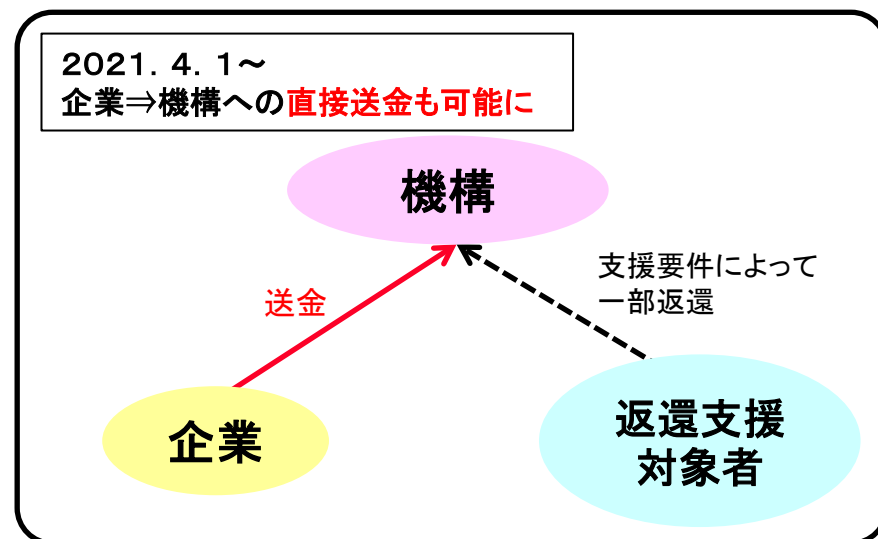 2021．4．1～
企業⇒機構への直接送金も可能に
機構
支援要件によって
一部返還
送金
企業
返還支援
対象者